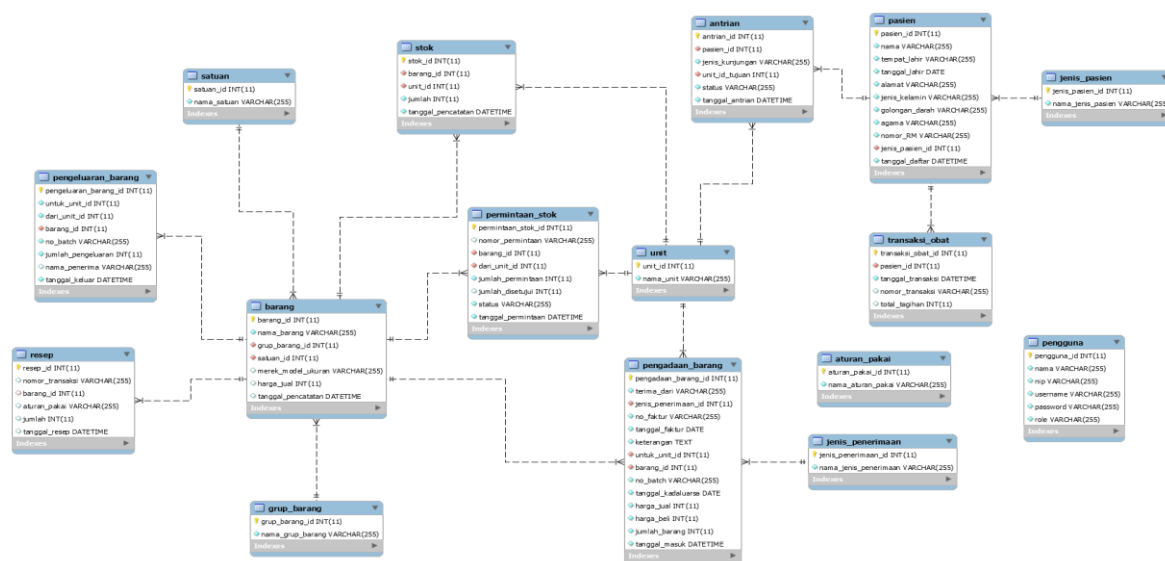 satuan
satuan_id INT(11)
nama_satuan VARCHAR(255)
Indexes
stok
stok_id INT(11)
barang_id INT(11)
unit_id INT(11)
jumlah INT(11)
tanggal_pencatatan DATETIME
Indexes
antrian
antrian_id INT(11)
pasien_id INT(11)
jenis_kunjungan VARCHAR(255)
unit_id_tujuan INT(11)
status VARCHAR(255)
tanggal_antrian DATETIME
Indexes
pasien
pasien_id INT(11)
nama VARCHAR(255)
tempat_lahir VARCHAR(255)
tanggal_lahir DATE
alamat VARCHAR(255)
jenis_kelamin VARCHAR(255)
golongan_darah VARCHAR(255)
agama VARCHAR(255)
nomor_RM VARCHAR(255)
jenis_pasien_id INT(11)
tanggal_daftar DATETIME
Indexes
jenis_pasien
jenis_pasien_id INT(11)
nama_jenis_pasien VARCHAR(255)
Indexes
pengeluaran_barang
pengeluaran_barang_id INT(11)
untuk_unit_id INT(11)
dari_unit_id INT(11)
barang_id INT(11)
no_batch VARCHAR(255)
jumlah_pengeluaran INT(11)
nama_penerima VARCHAR(255)
tanggal_keluar DATETIME
Indexes
permintaan_stok
permintaan_stok_id INT(11)
nomor_permintaan VARCHAR(255)
barang_id INT(11)
dari_unit_id INT(11)
jumlah_permintaan INT(11)
jumlah_disetujui INT(11)
status VARCHAR(255)
tanggal_permintaan DATETIME
Indexes
unit
unit_id INT(11)
nama_unit VARCHAR(255)
Indexes
transaksi_obat
transaksi_obat_id INT(11)
pasien_id INT(11)
tanggal_transaksi DATETIME
nomor_transaksi VARCHAR(255)
total_tagihan INT(11)
Indexes
barang
barang_id INT(11)
nama_barang VARCHAR(255)
grup_barang_id INT(11)
satuan_id INT(11)
merek_model_ukuran VARCHAR(255)
harga_jual INT(11)
tanggal_pencatatan DATETIME
Indexes
resep
resep_id INT(11)
nomor_transaksi VARCHAR(255)
barang_id INT(11)
aturan_pakai VARCHAR(255)
jumlah INT(11)
tanggal_resep DATETIME
Indexes
pengadaan_barang
pengadaan_barang_id INT(11)
terima_dari VARCHAR(255)
jenis_penerimaan_id INT(11)
no_faktur VARCHAR(255)
tanggal_faktur DATE
keterangan TEXT
untuk_unit_id INT(11)
barang_id INT(11)
no_batch VARCHAR(255)
tanggal_kadaluarsa DATE
harga_jual INT(11)
harga_beli INT(11)
jumlah_barang INT(11)
tanggal_masuk DATETIME
Indexes
aturan_pakai
aturan_pakai_id INT(11)
nama_aturan_pakai VARCHAR(255)
Indexes
pengguna
pengguna_id INT(11)
nama VARCHAR(255)
nip VARCHAR(255)
username VARCHAR(255)
password VARCHAR(255)
role VARCHAR(255)
Indexes
jenis_penerimaan
jenis_penerimaan_id INT(11)
nama_jenis_penerimaan VARCHAR(255)
Indexes
grup_barang
grup_barang_id INT(11)
nama_grup_barang VARCHAR(255)
Indexes